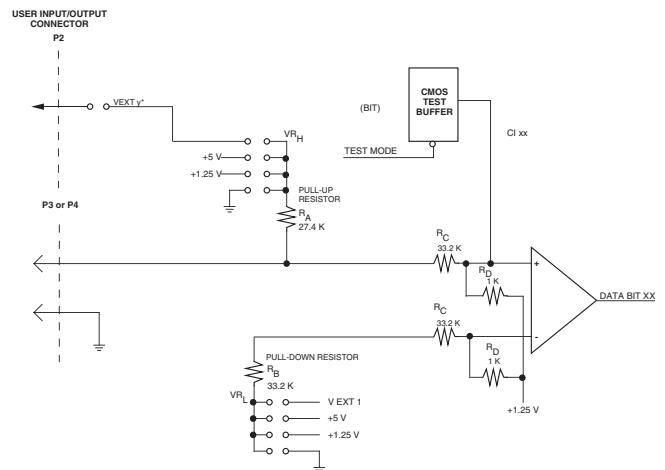 USER INPUT/OUTPUT
CONNECTOR
P2
VEXT y*
(BIT)
CMOS
TEST
BUFFER
CI xx
TEST MODE
VRH
+5 V
+1.25 V
P3 or P4
PULL-UP
RESISTOR
RA
27.4 K
RC
33.2 K
RD
1 K
+
DATA BIT XX
RC
33.2 K
-
PULL-DOWN RESISTOR
RB
33.2 K
RD
1 K
VRL
V EXT 1
+1.25 V
+5 V
+1.25 V